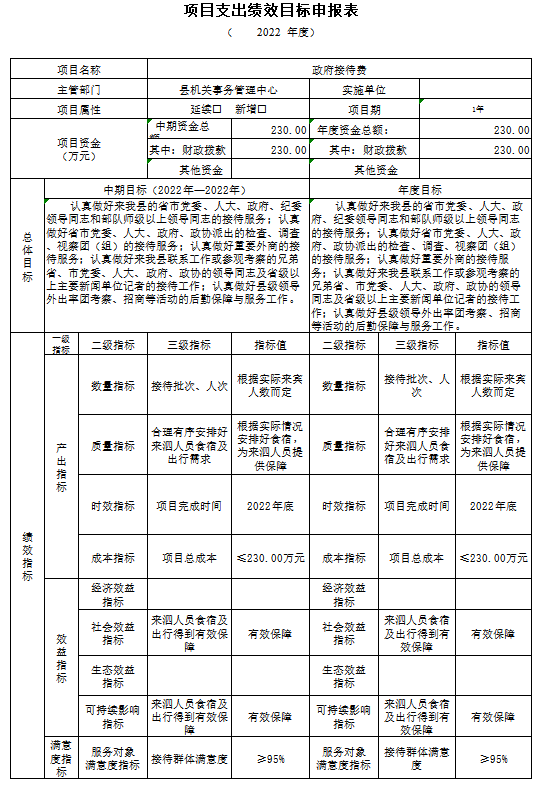 项目支出绩效目标申报表
（ 2022 年度）
项目名称 政府接待费
主管部门 县机关事务管理中心 实施单位
项目属性 延续□ 新增□ 项目期 1年
项目资金
（万元）
中期资金总
额： 230.00 年度资金总额： 230.00
其中：财政拨款 230.00 其中：财政拨款 230.00
其他资金 其他资金
总体目标
中期目标（2022年—2022年） 年度目标
认真做好来我县的省市党委、人大、政府、纪委
领导同志和部队师级以上领导同志的接待服务；认真
做好省市党委、人大、政府、政协派出的检查、调查
、视察团（组）的接待服务；认真做好重要外商的接
待服务；认真做好来我县联系工作或参观考察的兄弟
省、市党委、人大、政府、政协的领导同志及省级以
上主要新闻单位记者的接待工作；认真做好县级领导
外出率团考察、招商等活动的后勤保障与服务工作。
认真做好来我县的省市党委、人大、政
府、纪委领导同志和部队师级以上领导同志
的接待服务；认真做好省市党委、人大、政
府、政协派出的检查、调查、视察团（组）
的接待服务；认真做好重要外商的接待服
务；认真做好来我县联系工作或参观考察的
兄弟省、市党委、人大、政府、政协的领导
同志及省级以上主要新闻单位记者的接待工
作；认真做好县级领导外出率团考察、招商
等活动的后勤保障与服务工作。
绩效指标
一级
指标
二级指标 三级指标 指标值 二级指标 三级指标 指标值
产出指标
数量指标 接待批次、人次 根据实际来宾
人数而定
数量指标 接待批次、人
次
根据实际来宾
人数而定
质量指标 合理有序安排好
来泗人员食宿及
出行需求
根据实际情况
安排好食宿，
为来泗人员提
供保障
质量指标 合理有序安排好
来泗人员食宿
及出行需求
根据实际情况
安排好食宿，
为来泗人员提
供保障
时效指标 项目完成时间 2022年底 时效指标 项目完成时间 2022年底
成本指标 项目总成本 ≤230.00万元 成本指标 项目总成本 ≤230.00万元
效益指标
经济效益
指标
经济效益
指标
社会效益
指标
来泗人员食宿及
出行得到有效保
障
有效保障
社会效益
指标
来泗人员食宿
及出行得到有
效保障
有效保障
生态效益
指标
生态效益
指标
可持续影响
指标
来泗人员食宿及
出行得到有效保
障
有效保障
可持续影响
指标
来泗人员食宿
及出行得到有
效保障
有效保障
满意
度指
标
服务对象
满意度指标
接待群体满意度 ≥95%
服务对象
满意度指标
接待群体满意
度
≥95%